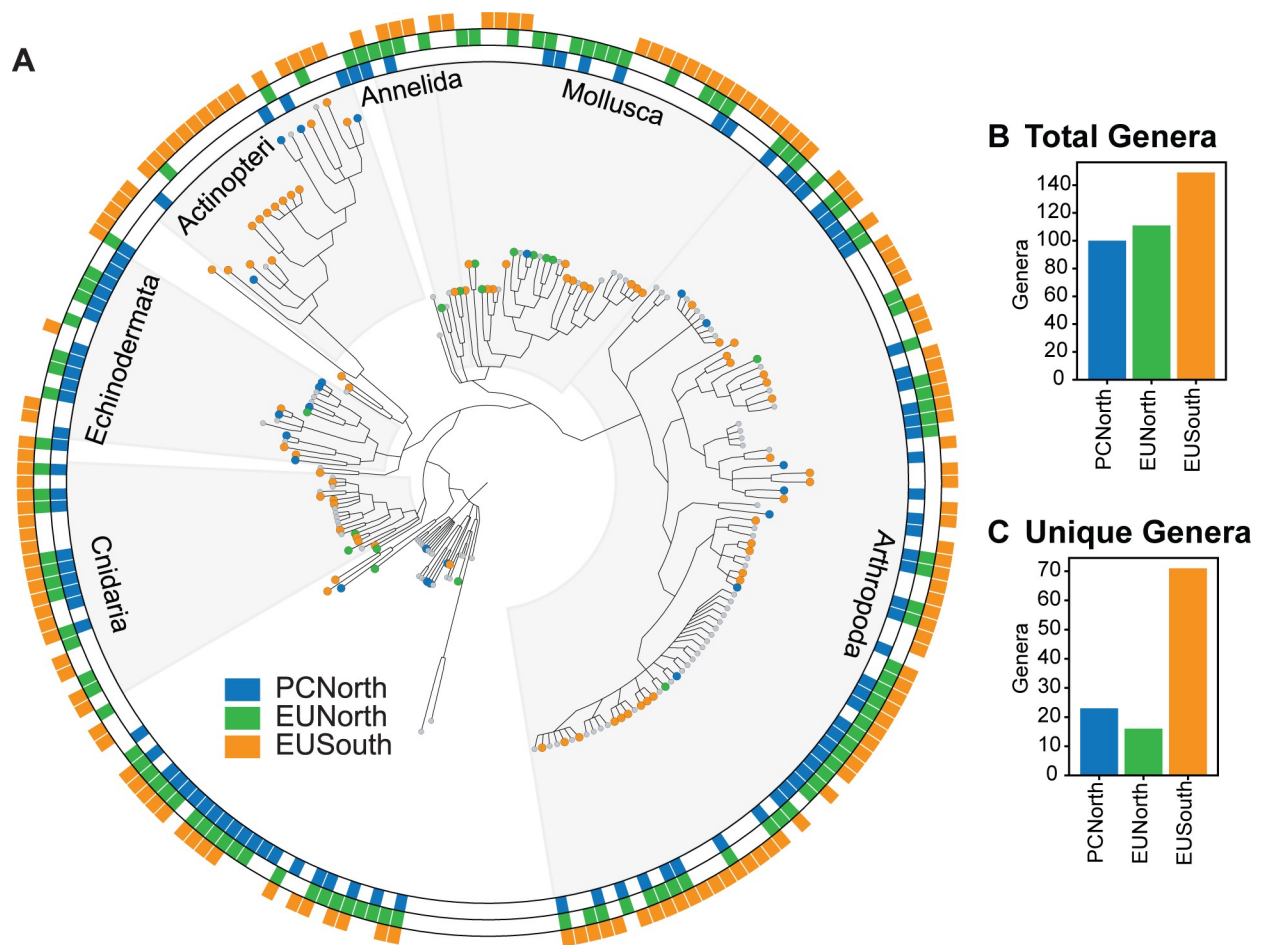 A
Annelida
Mollusca
Actinopteri
Echinodermata
Cnidaria
Arthropoda
PCNorth
EUNorth
EUSouth
B Total Genera
Genera
140
120
100
80
60
40
20
0
PCNorth
EUNorth
EUSouth
C Unique Genera
Genera
70
60
50
40
30
20
10
0
PCNorth
EUNorth
EUSouth